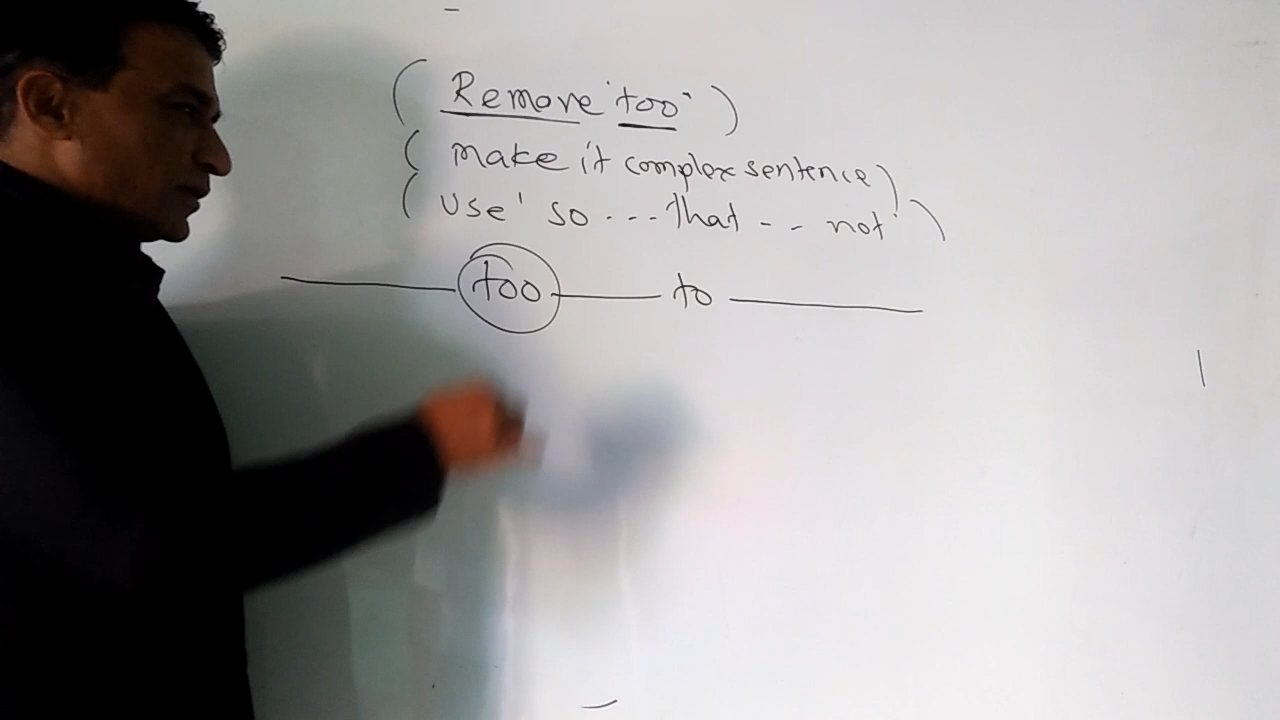 (Remove "too")
(make it complex sentence)
(use 'so ... that -- not')
too to